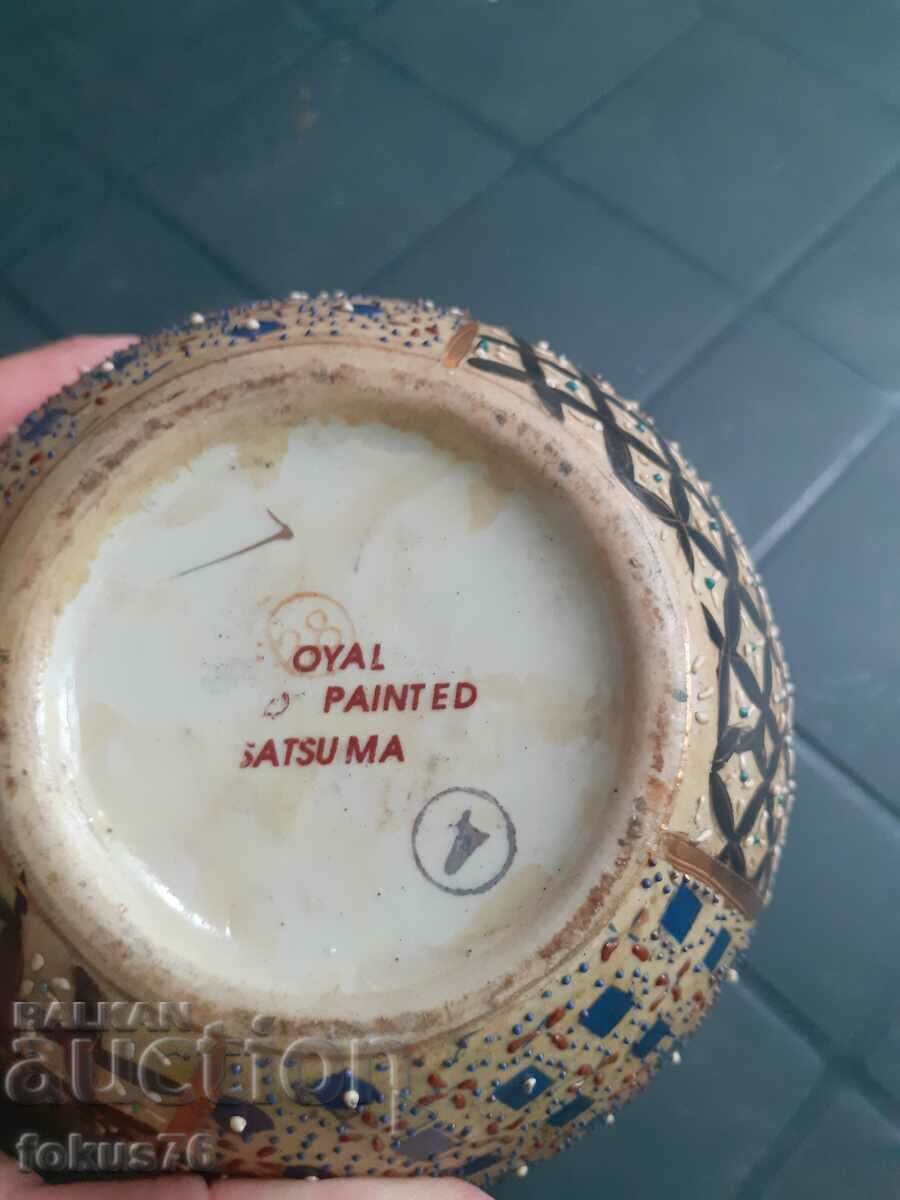 OYAL
PAINTED
SATSUMA
BALKAN
auction
fokus76